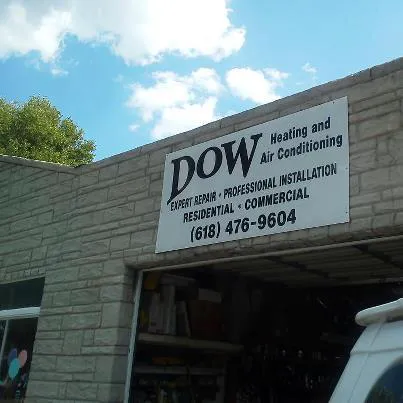 DOW Heating and
Air Conditioning
EXPERT REPAIR • PROFESSIONAL INSTALLATION
RESIDENTIAL • COMMERCIAL
(618) 476-9604